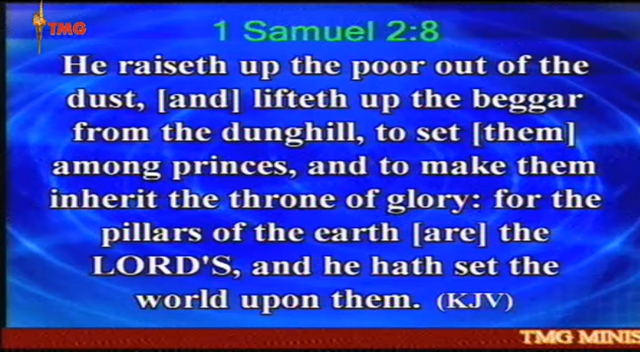 TMG
1 Samuel 2:8
He raiseth up the poor out of the
dust, [and] lifteth up the beggar
from the dunghill, to set [them]
among princes, and to make them
inherit the throne of glory: for the
pillars of the earth [are] the
LORD'S, and he hath set the
world upon them. (KJV)
TMG MINIS